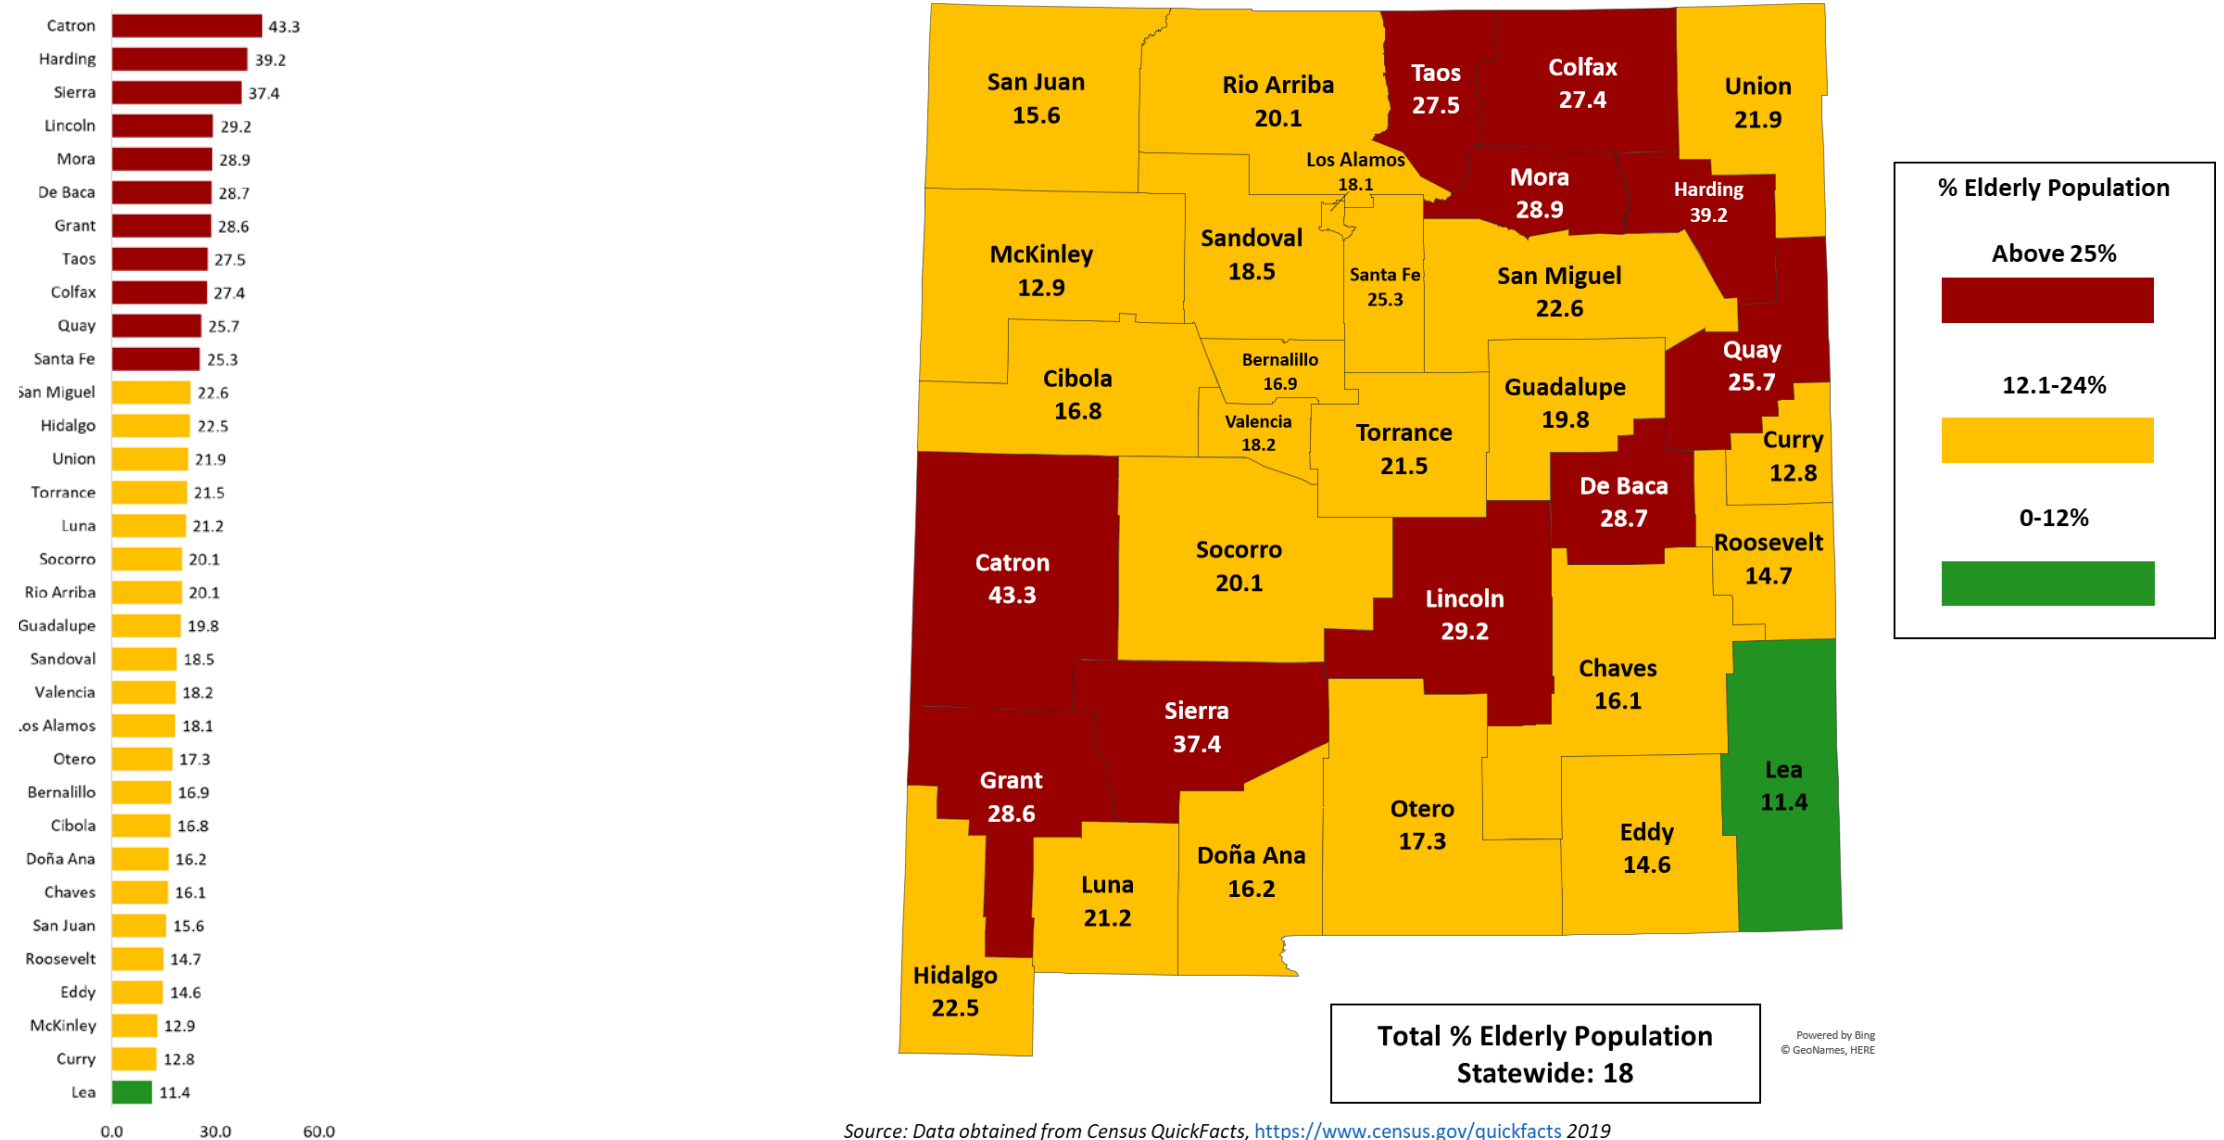 Catron 43.3
Harding 39.2
Sierra 37.4
Lincoln 29.2
Mora 28.9
De Baca 28.7
Grant 28.6
Taos 27.5
Colfax 27.4
Quay 25.7
Santa Fe 25.3
San Miguel 22.6
Hidalgo 22.5
Union 21.9
Torrance 21.5
Luna 21.2
Socorro 20.1
Rio Arriba 20.1
Guadalupe 19.8
Sandoval 18.5
Valencia 18.2
Los Alamos 18.1
Otero 17.3
Bernalillo 16.9
Cibola 16.8
Doña Ana 16.2
Chaves 16.1
San Juan 15.6
Roosevelt 14.7
Eddy 14.6
McKinley 12.9
Curry 12.8
Lea 11.4
0.0 30.0 60.0
San Juan
15.6
Rio Arriba
20.1
Taos
27.5
Colfax
27.4
Union
21.9
Los Alamos
18.1
Mora
28.9
Harding
39.2
McKinley
12.9
Sandoval
18.5
Santa Fe
25.3
San Miguel
22.6
Quay
25.7
Cibola
16.8
Bernalillo
16.9
Valencia
18.2
Torrance
21.5
Guadalupe
19.8
Curry
12.8
De Baca
28.7
Roosevelt
14.7
Catron
43.3
Socorro
20.1
Lincoln
29.2
Chaves
16.1
Sierra
37.4
Grant
28.6
Lea
11.4
Otero
17.3
Eddy
14.6
Doña Ana
16.2
Luna
21.2
Hidalgo
22.5
% Elderly Population
Above 25%
12.1-24%
0-12%
Total % Elderly Population
Statewide: 18
Powered by Bing
© GeoNames, HERE
Source: Data obtained from Census QuickFacts, https://www.census.gov/quickfacts 2019